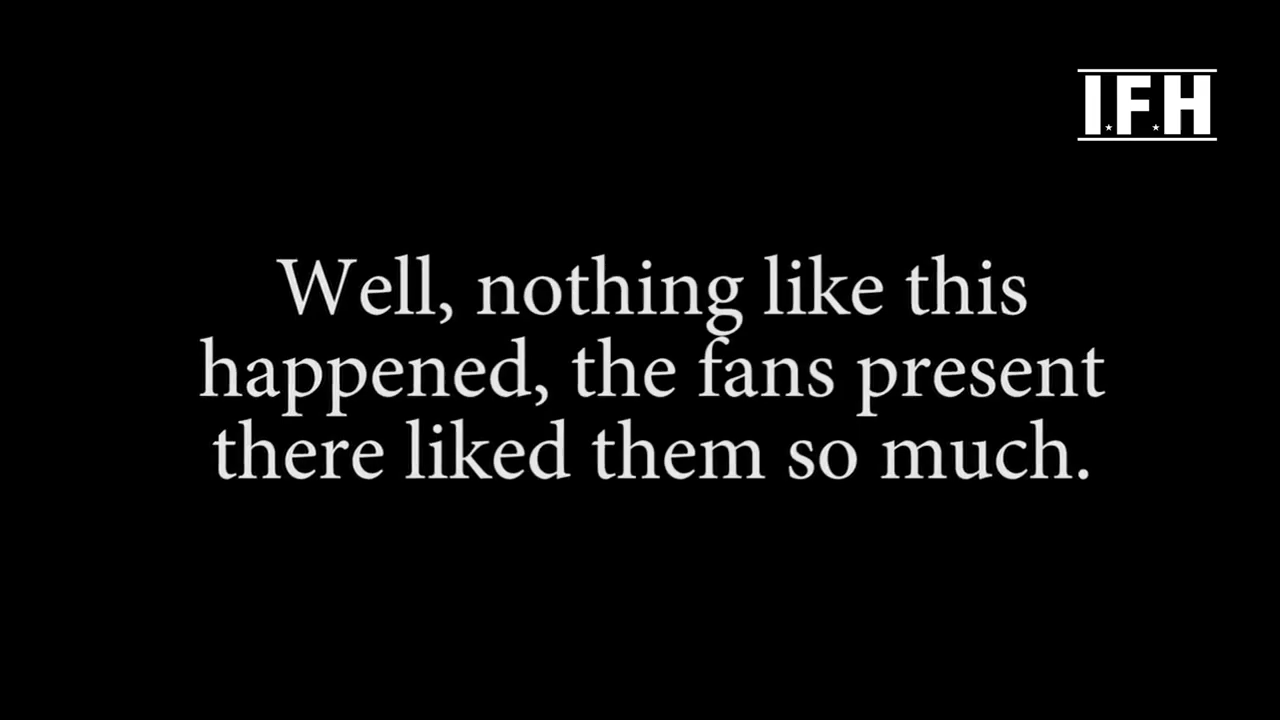 I.F.H
Well, nothing like this
happened, the fans present
there liked them so much.